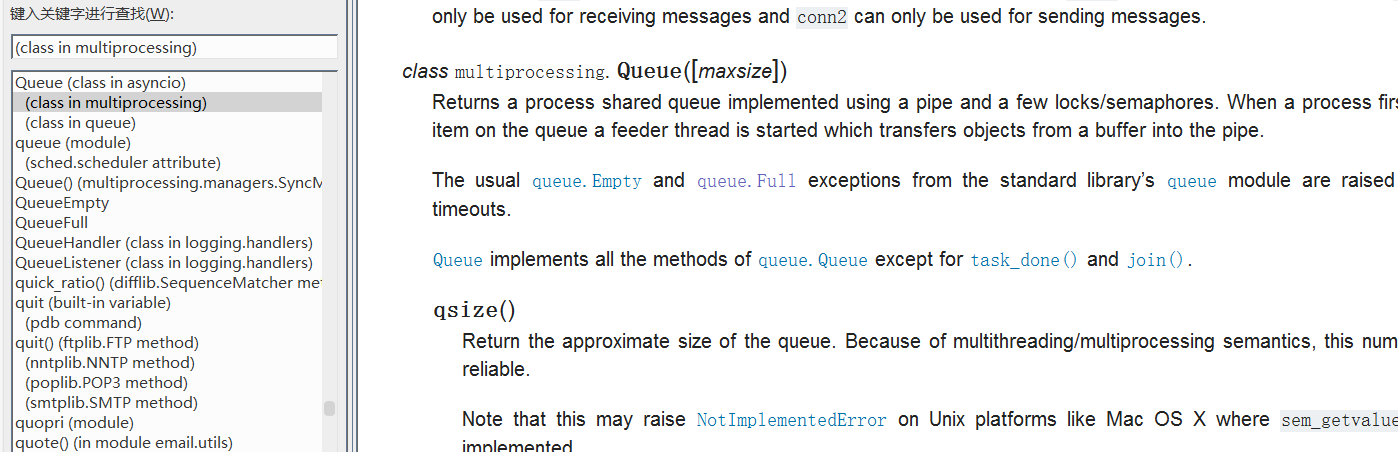 键入关键字进行查找(W):
(class in multiprocessing)
Queue (class in asyncio)
(class in multiprocessing)
(class in queue)
queue (module)
(sched.scheduler attribute)
Queue() (multiprocessing.managers.SyncM
QueueEmpty
QueueFull
QueueHandler (class in logging.handlers)
QueueListener (class in logging.handlers)
quick_ratio() (difflib.SequenceMatcher me
quit (built-in variable)
(pdb command)
quit() (ftplib.FTP method)
(nntplib.NNTP method)
(poplib.POP3 method)
(smtplib.SMTP method)
quopri (module)
quote() (in module email.utils)
only be used for receiving messages and conn2 can only be used for sending messages.
class multiprocessing. Queue([maxsize])
Returns a process shared queue implemented using a pipe and a few locks/semaphores. When a process firs
item on the queue a feeder thread is started which transfers objects from a buffer into the pipe.
The usual queue.Empty and queue.Full exceptions from the standard library’s queue module are raised
timeouts.
Queue implements all the methods of queue.Queue except for task_done() and join().
qsize()
Return the approximate size of the queue. Because of multithreading/multiprocessing semantics, this num
reliable.
Note that this may raise NotImplementedError on Unix platforms like Mac OS X where sem_getvalue
implemented.